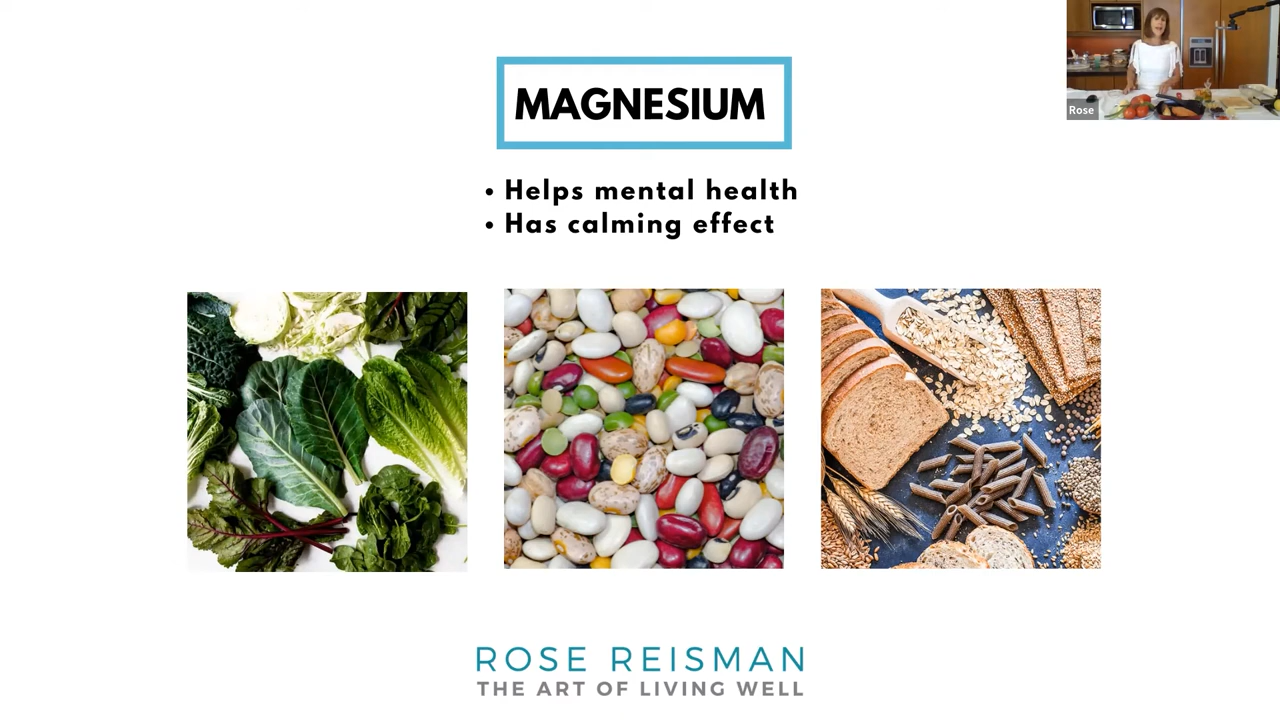 MAGNESIUM
• Helps mental health
• Has calming effect
ROSE REISMAN
THE ART OF LIVING WELL
Rose